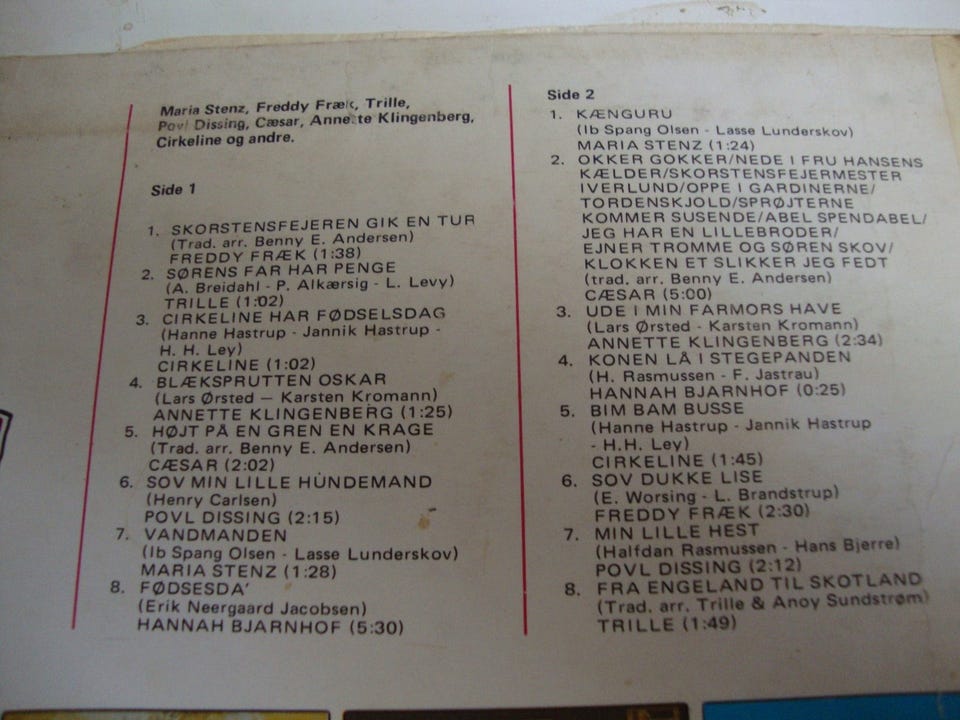 Maria Stenz, Freddy Fræk, Trille,
Povl Dissing, Cæsar, Annette Klingenberg,
Cirkeline og andre.
Side 1
1. SKORSTENSFEJEREN GIK EN TUR
(Trad. arr. Benny E. Andersen)
FREDDY FRÆK (1:38)
2. SØRENS FAR HAR PENGE
(A. Breidahl - P. Alkærsig - L. Levy)
TRILLE (1:02)
3. CIRKELINE HAR FØDSELSDAG
(Hanne Hastrup - Jannik Hastrup -
H. H. Ley)
CIRKELINE (1:02)
4. BLÆKSPRUTTEN OSKAR
(Lars Ørsted – Karsten Kromann)
ANNETTE KLINGENBERG (1:25)
5. HØJT PÅ EN GREN EN KRAGE
(Trad. arr. Benny E. Andersen)
CÆSAR (2:02)
6. SOV MIN LILLE HUNDEMAND
(Henry Carlsen)
POVL DISSING (2:15)
7. VANDMANDEN
(Ib Spang Olsen - Lasse Lunderskov)
MARIA STENZ (1:28)
8. FØDSESDA'
(Erik Neergaard Jacobsen)
HANNAH BJARNHOF (5:30)
Side 2
1. KÆNGURU
(Ib Spang Olsen - Lasse Lunderskov)
MARIA STENZ (1:24)
2. OKKER GOKKER/NEDE I FRU HANSENS
KÆLDER/SKORSTENSFEJERMESTER
IVERLUND/OPPE I GARDINERNE/
TORDENSKJOLD/SPRØJTERNE
KOMMER SUSENDE/ABEL SPENDABEL/
JEG HAR EN LILLEBRODER/
EJNER TROMME OG SØREN SKOV/
KLOKKEN ET SLIKKER JEG FEDT
(trad. arr. Benny E. Andersen)
CÆSAR (5:00)
3. UDE I MIN FARMORS HAVE
(Lars Ørsted - Karsten Kromann)
ANNETTE KLINGENBERG (2:34)
4. KONEN LÅ I STEGEPANDEN
(H. Rasmussen - F. Jastrau)
HANNAH BJARNHOF (0:25)
5. BIM BAM BUSSE
(Hanne Hastrup - Jannik Hastrup
- H.H. Ley)
CIRKELINE (1:45)
6. SOV DUKKE LISE
(E. Worsing - L. Brandstrup)
FREDDY FRÆK (2:30)
7. MIN LILLE HEST
(Halfdan Rasmussen - Hans Bjerre)
POVL DISSING (2:12)
8. FRA ENGELAND TIL SKOTLAND
(Trad. arr. Trille & Anoy Sundstrøm)
TRILLE (1:49)